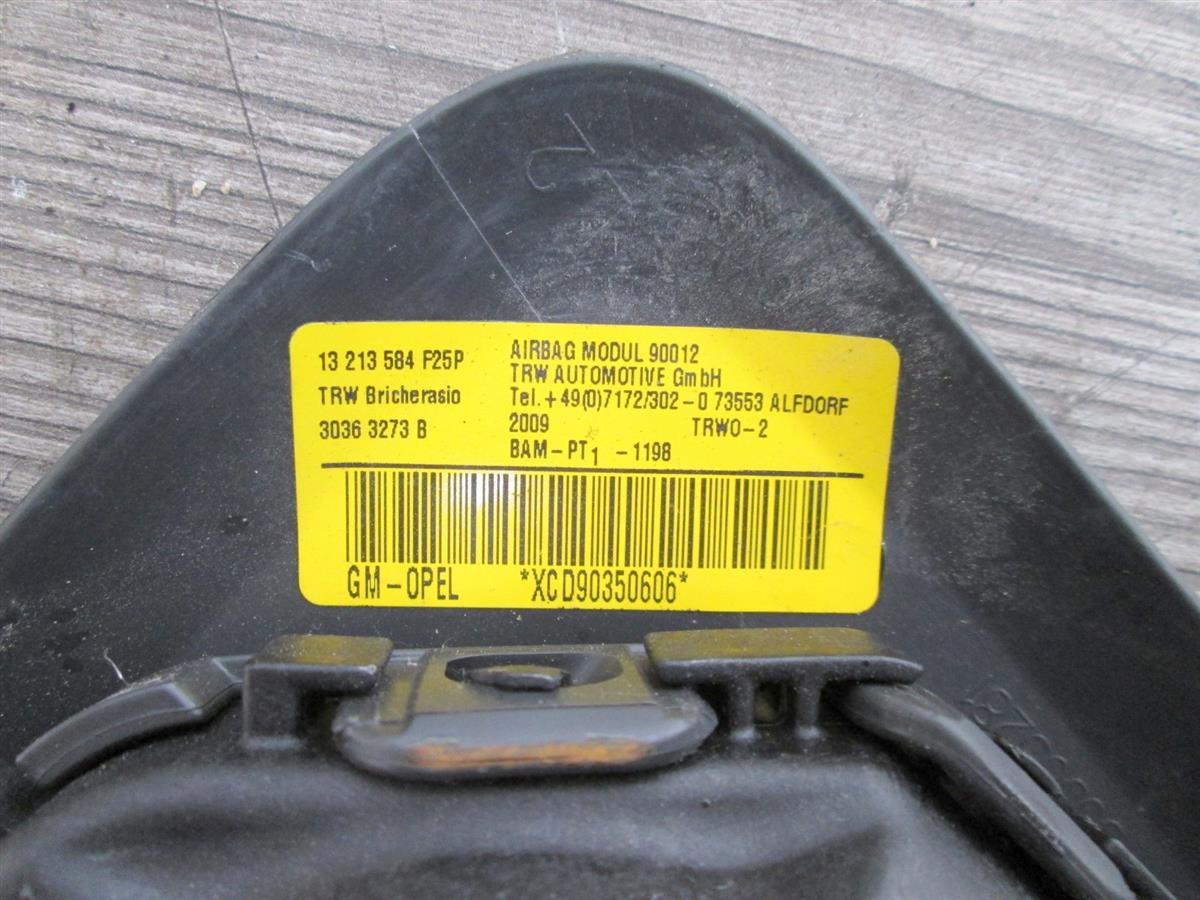 13 213 584 F25P
TRW Bricherasio
3036 3273 B
AIRBAG MODUL 90012
TRW AUTOMOTIVE GmbH
Tel.+49(0)7172/302-0 73553 ALFDORF
2009 TRWO-2
BAM-PT1 -1198
GM-OPEL *XCD90350606*